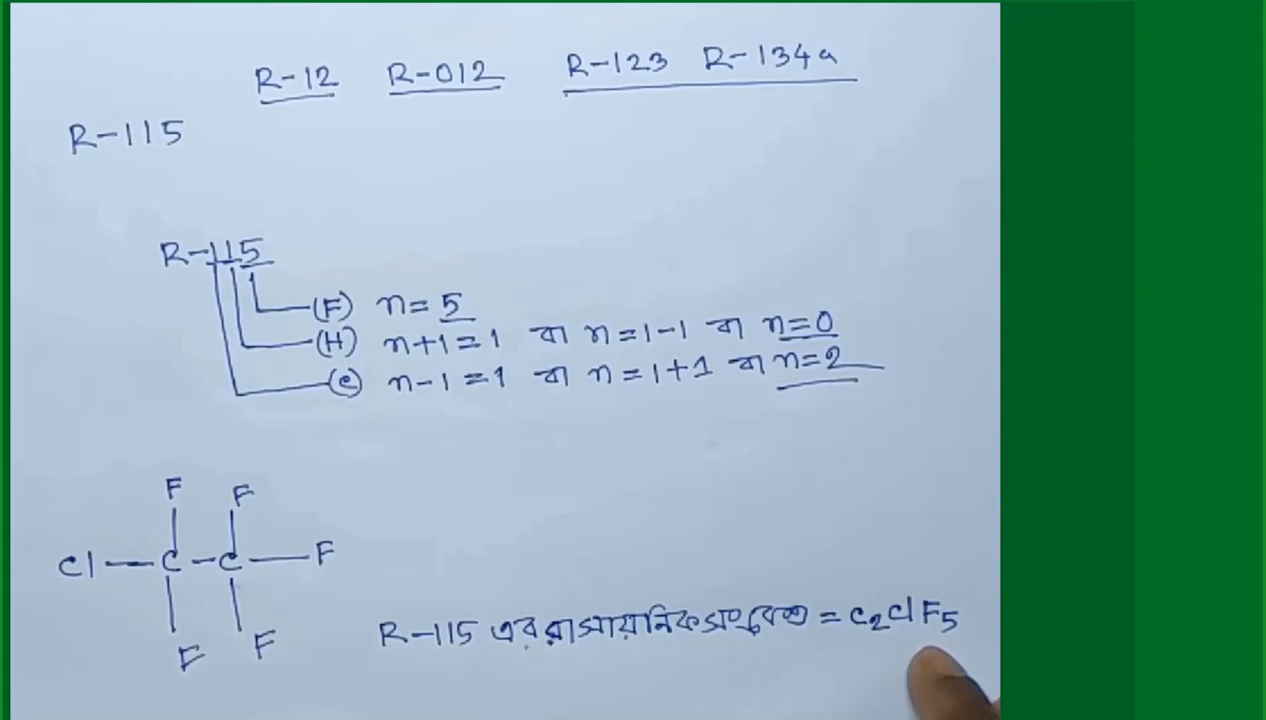 R-12 R-012 R-123 R-134a
R-115
R-115
(F) n=5
(H) n+1=1 বা n=1-1 বা n=0
(C) n-1=1 বা n=1+1 বা n=2
F F
Cl-C-C-F
F F
R-115 এর রাসায়নিক সংকেত = C₂ClF₅